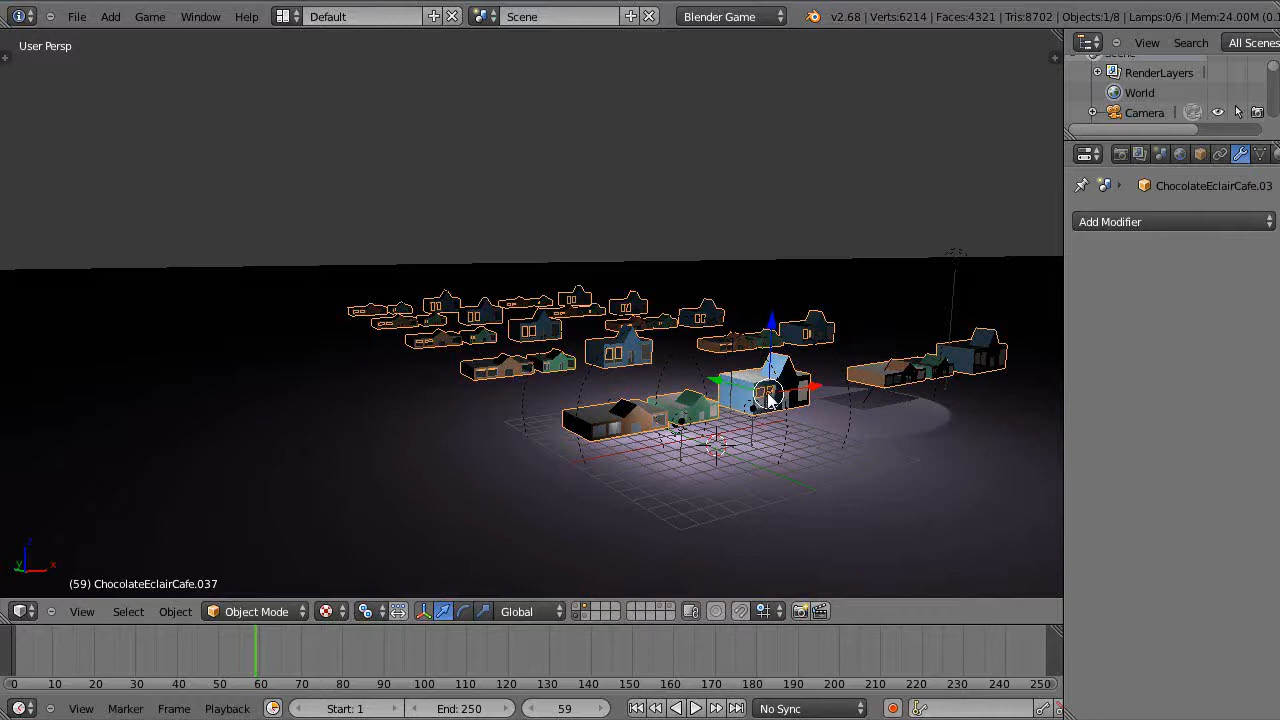 File Add Game Window Help Default Scene Blender Game v2.68 | Verts:6214 | Faces:4321 | Tris:8702 | Objects:1/8 | Lamps:0/6 | Mem:24.00M (0.1
User Persp
View Search All Scenes
RenderLayers
World
Camera
ChocolateEclairCafe.03
Add Modifier
(59) ChocolateEclairCafe.037
View Select Object Object Mode Global
0 10 20 30 40 50 60 70 80 90 100 110 120 130 140 150 160 170 180 190 200 210 220 230 240 250
View Marker Frame Playback Start: 1 End: 250 59 No Sync